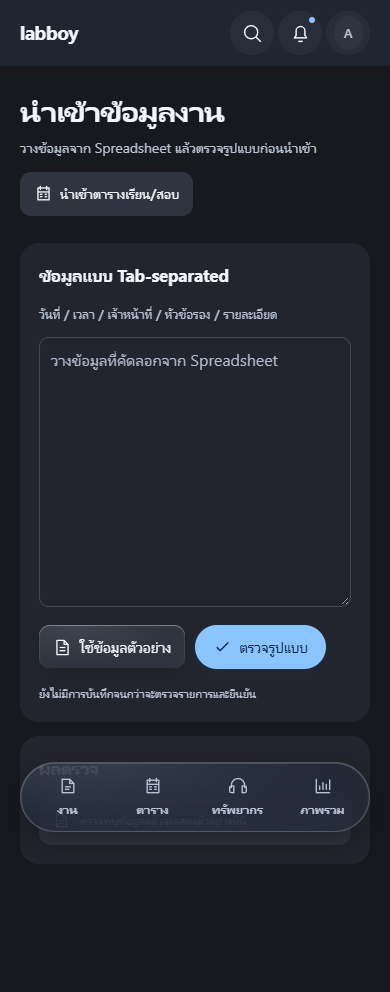 labboy
A
นำเข้าข้อมูลงาน
วางข้อมูลจาก Spreadsheet แล้วตรวจรูปแบบก่อนนำเข้า
นำเข้าตารางเรียน/สอบ
ข้อมูลแบบ Tab-separated
วันที่ / เวลา / เจ้าหน้าที่ / หัวข้อรอง / รายละเอียด
วางข้อมูลที่คัดลอกจาก Spreadsheet
ใช้ข้อมูลตัวอย่าง
ตรวจรูปแบบ
ยังไม่มีการบันทึกจนกว่าจะตรวจรายการและยืนยัน
ผลตรวจ
งาน
ตาราง
ทรัพยากร
ภาพรวม